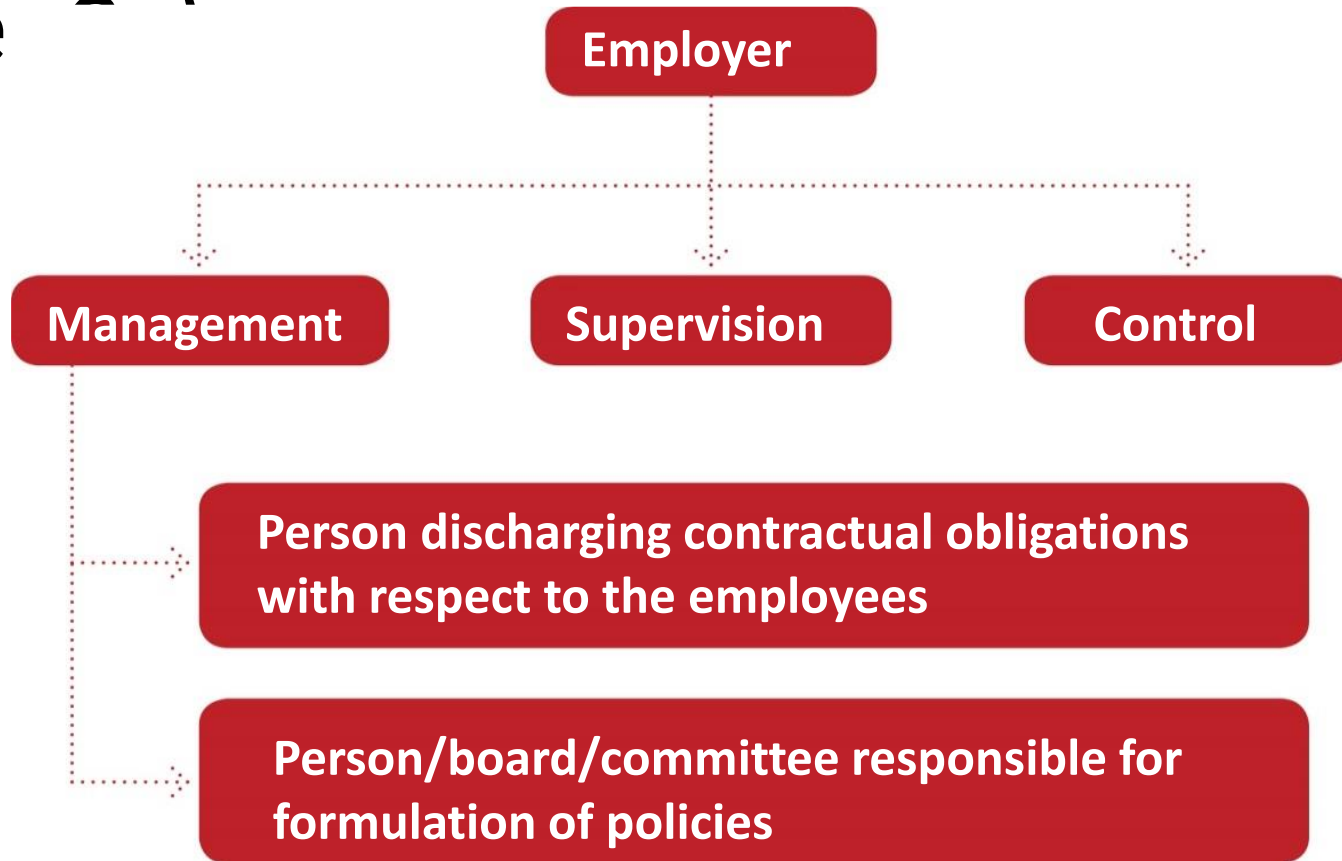 Employer
Management Supervision Control
Person discharging contractual obligations
with respect to the employees
Person/board/committee responsible for
formulation of policies